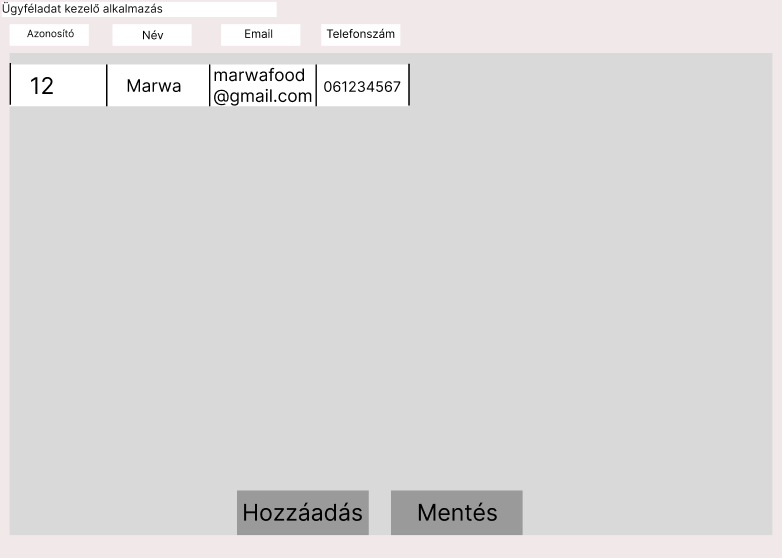 Ügyféladat kezelő alkalmazás
Azonosító Név Email Telefonszám
12 Marwa marwafood 061234567
@gmail.com
Hozzáadás Mentés